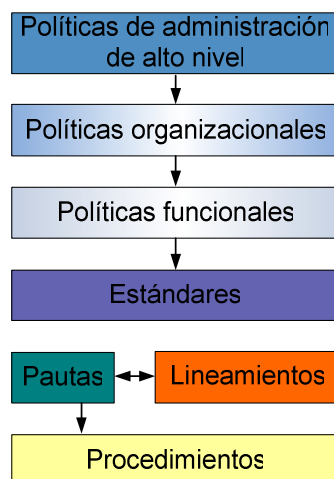 Políticas de administración
de alto nivel
Políticas organizacionales
Políticas funcionales
Estándares
Pautas
Lineamientos
Procedimientos